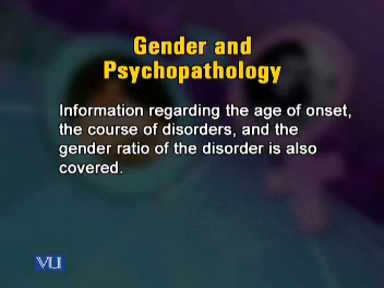 Gender and
Psychopathology
Information regarding the age of onset,
the course of disorders, and the
gender ratio of the disorder is also
covered.
VU